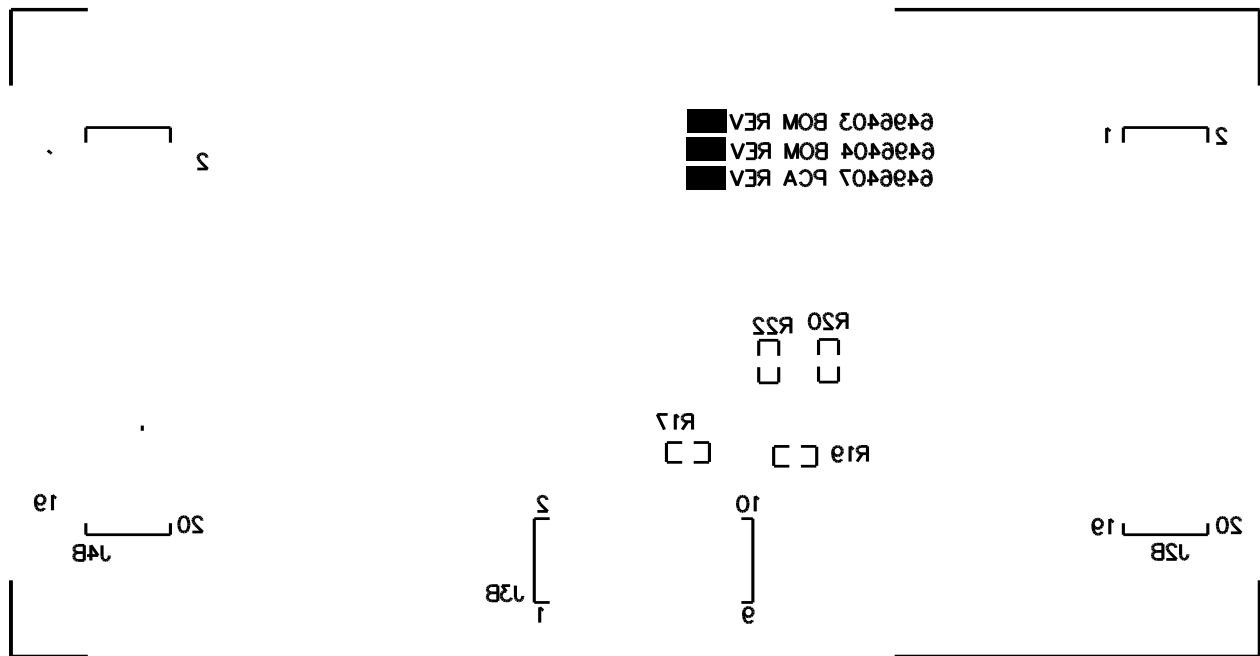 6496403 BOM REV
6496404 BOM REV
6496407 PCA REV
2
1
2
R22
R20
R17
R19
19
20
J4B
2
10
J3B
1
9
19
20
J2B